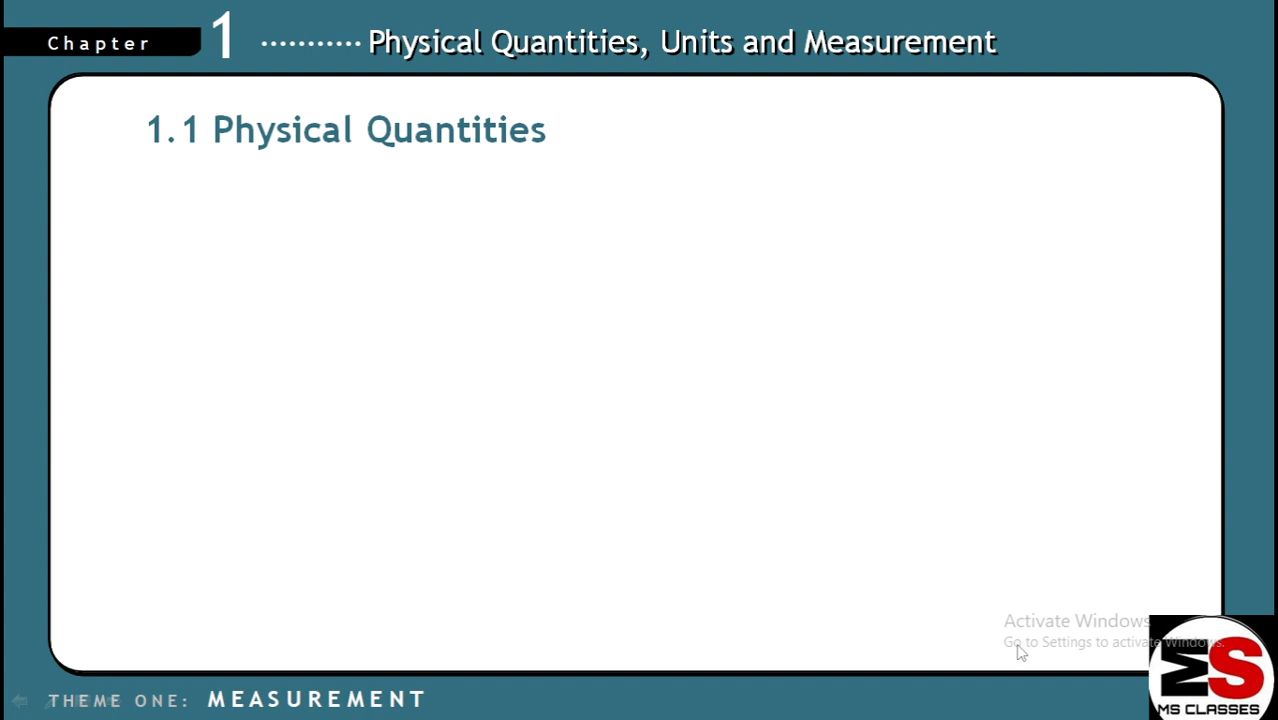 Chapter 1 ........... Physical Quantities, Units and Measurement
1.1 Physical Quantities
Activate Windows
Go to Settings to activate Windows.
MS
MS CLASSES
THEME ONE: MEASUREMENT